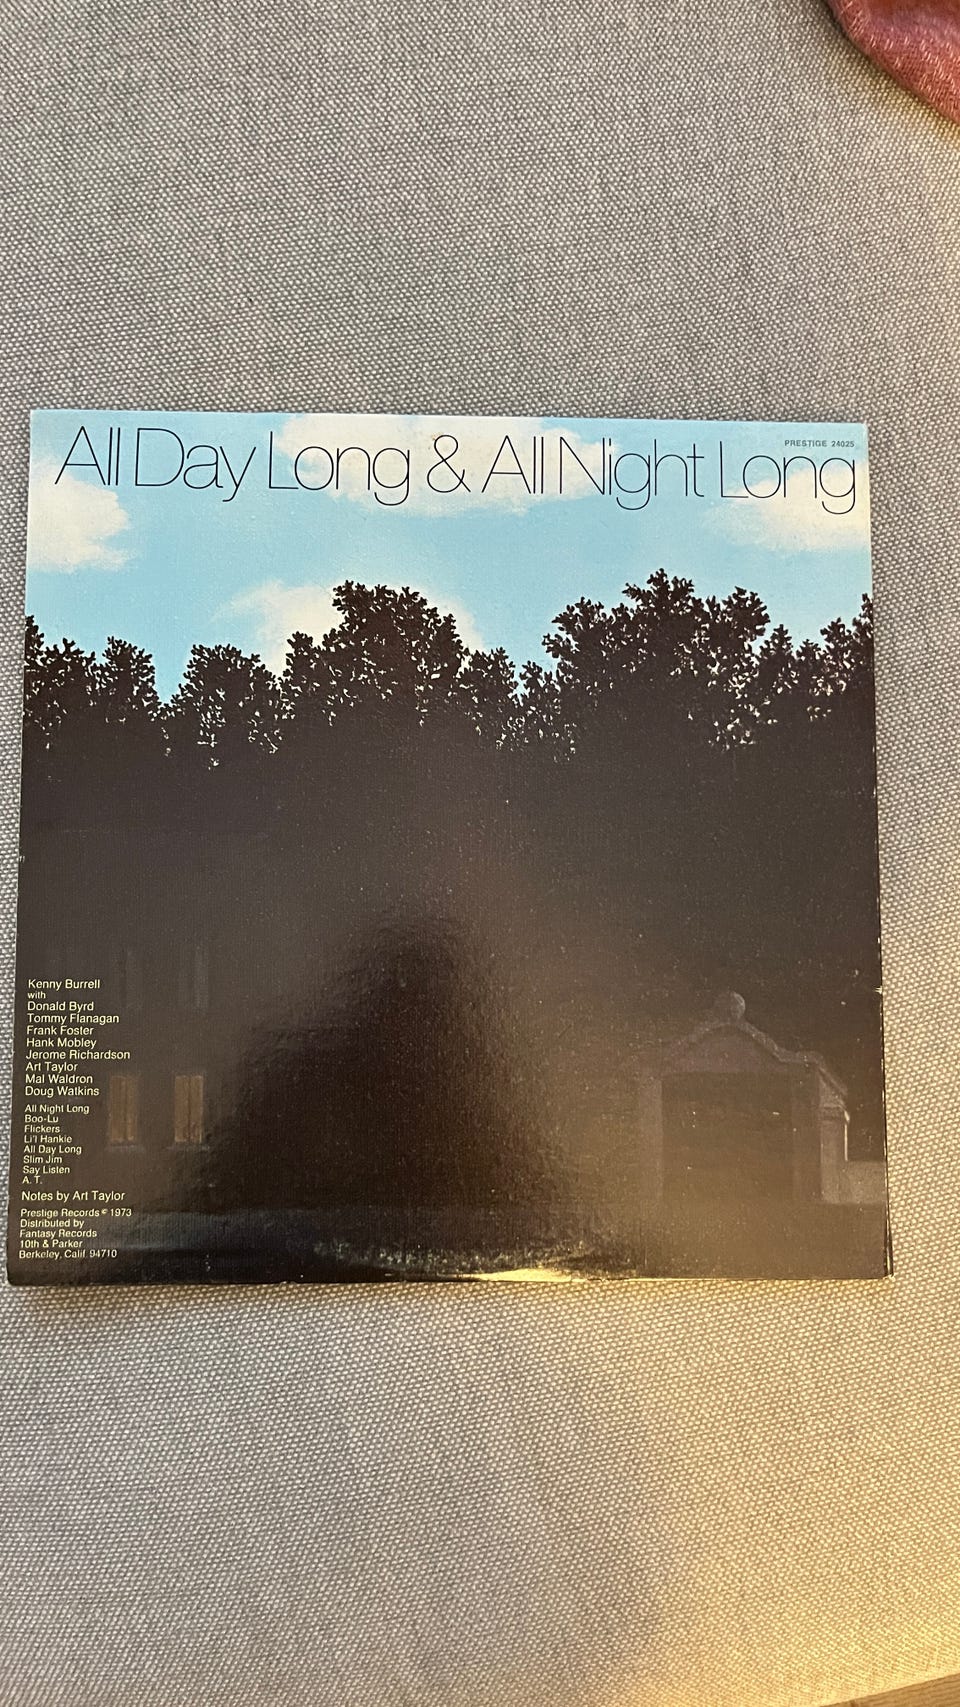 All Day Long & All Night Long
PRESTIGE 24025
Kenny Burrell
with
Donald Byrd
Tommy Flanagan
Frank Foster
Hank Mobley
Jerome Richardson
Art Taylor
Mal Waldron
Doug Watkins
All Night Long
Boo-Lu
Flickers
Li'l Hankie
All Day Long
Slim Jim
Say Listen
A. T.
Notes by Art Taylor
Prestige Records © 1973
Distributed by
Fantasy Records
10th & Parker
Berkeley, Calif. 94710